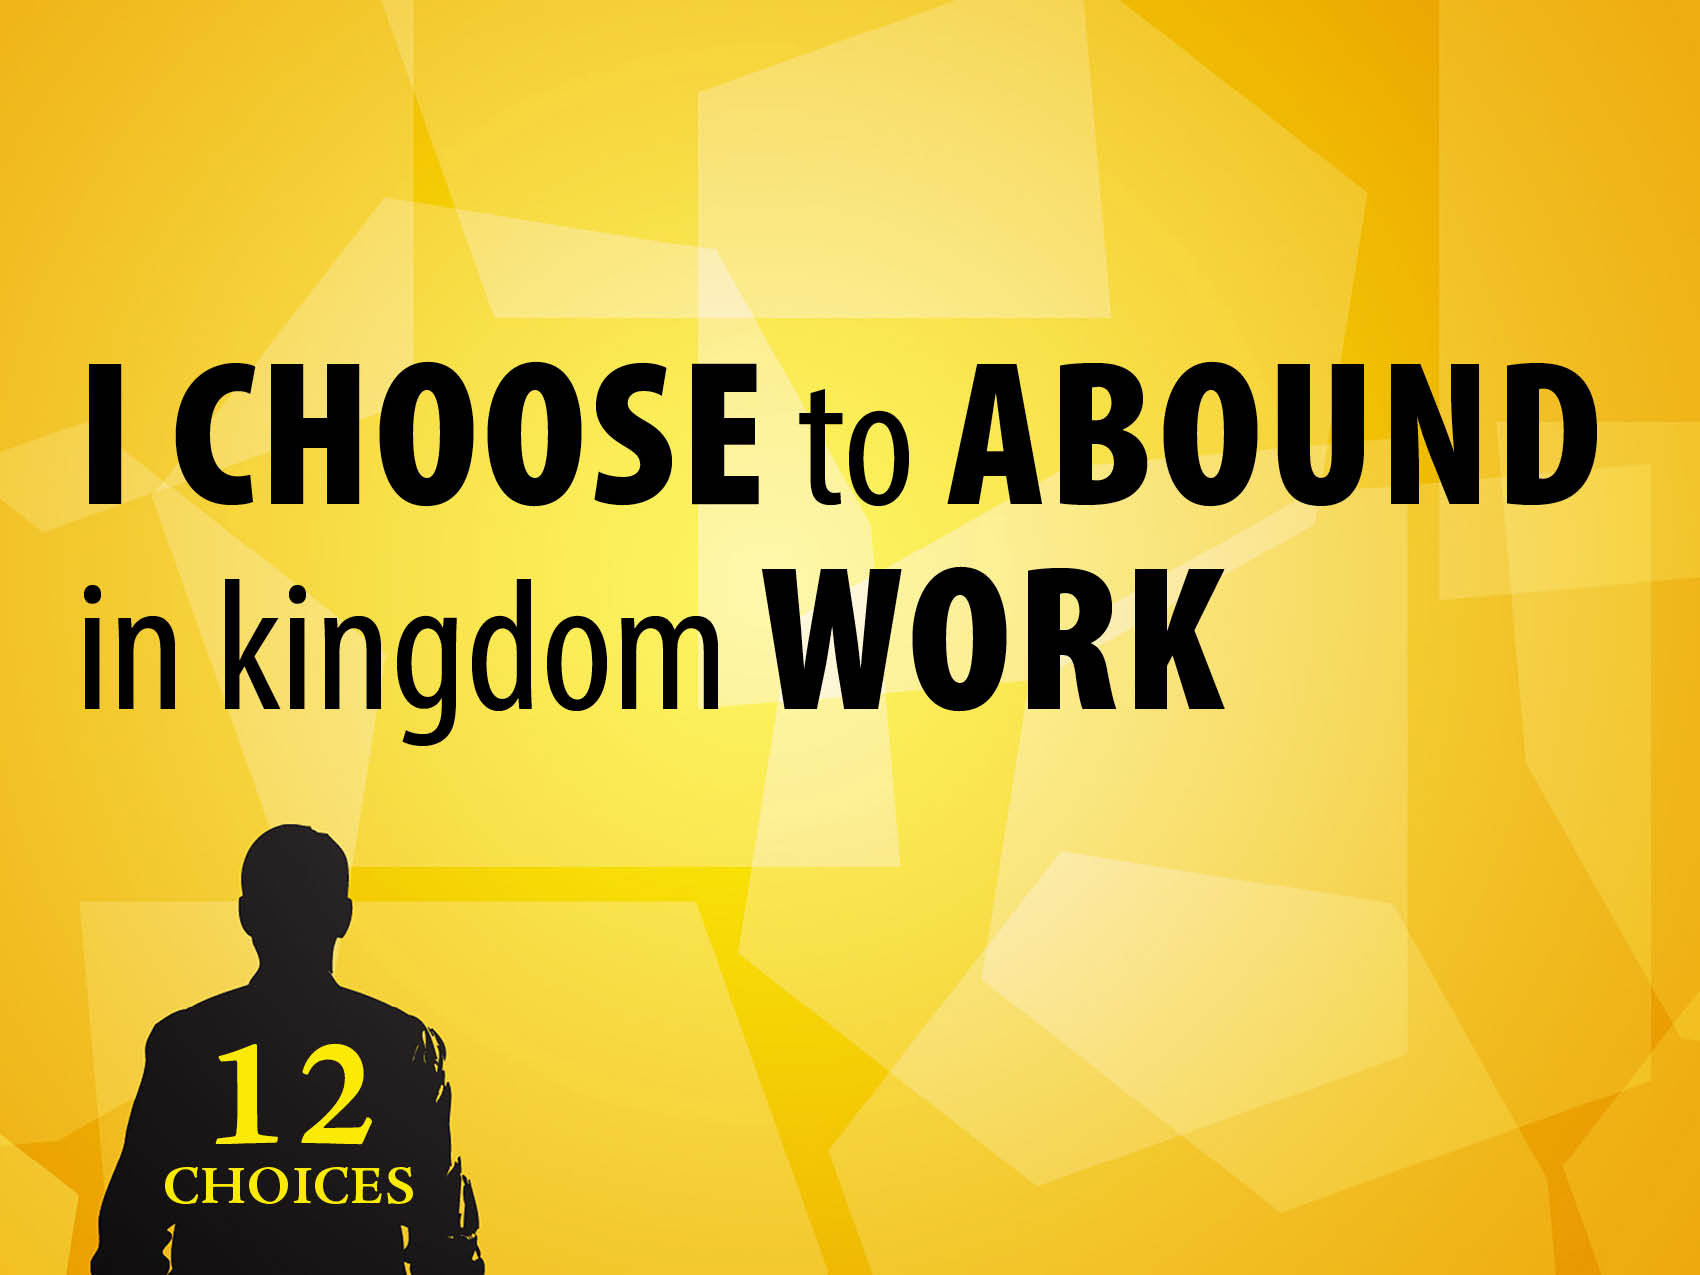 I CHOOSE to ABOUND
in kingdom WORK
12
CHOICES